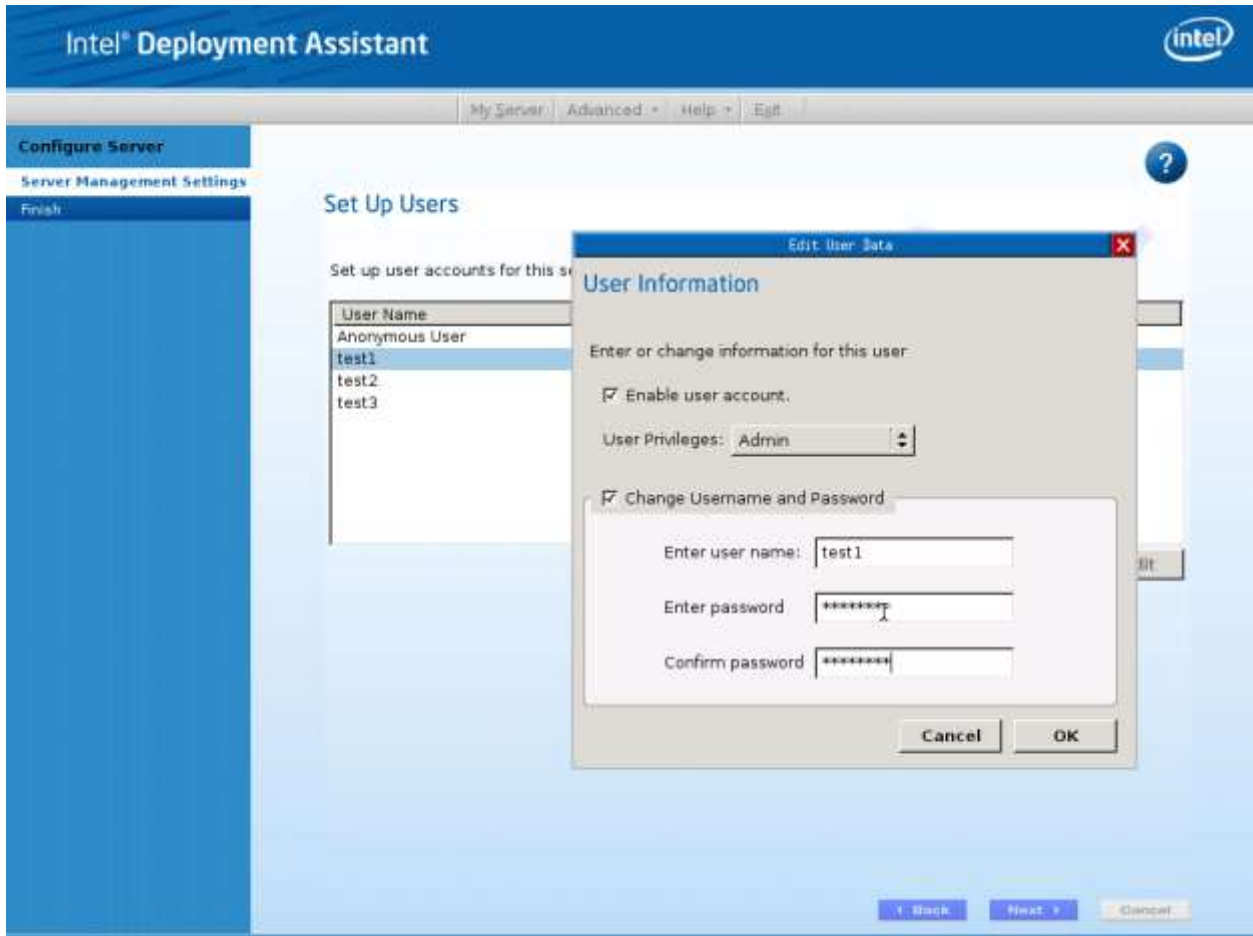 Intel® Deployment Assistant
intel
My Server Advanced Help Exit
Configure Server
Server Management Settings
Finish
?
Set Up Users
Set up user accounts for this se
User Name
Anonymous User
test1
test2
test3
Edit User Data
X
User Information
Enter or change information for this user
Enable user account.
User Privileges: Admin
Change Username and Password
Enter user name: test1
Enter password *******
Confirm password ********
dit
Cancel OK
Back Next Cancel